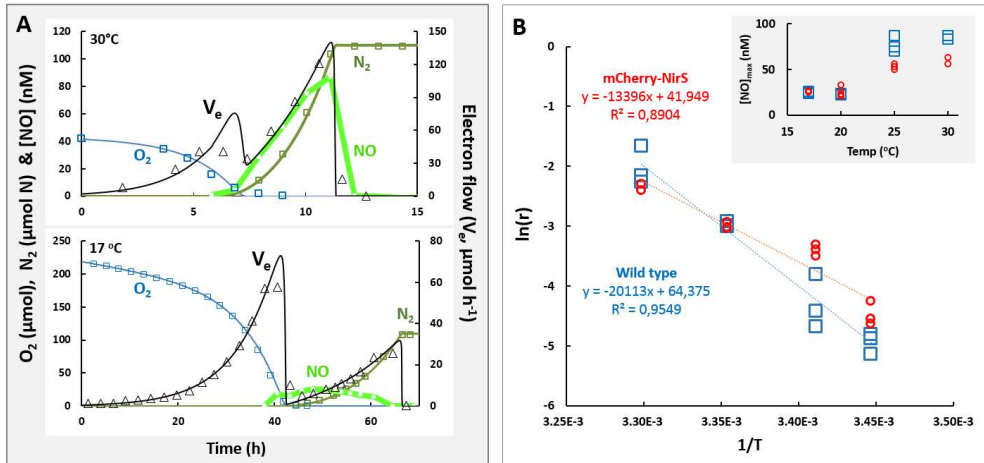 A
30°C
120
100
80
60
40
20
0
150
120
90
60
30
0
Ve
O2
N2
NO
0
5
10
15
17 °C
250
200
150
100
50
0
80
60
40
20
0
Ve
O2
N2
NO
0
20
40
60
Time (h)
O2 (µmol), N2 (µmol N) & [NO] (nM)
Electron flow (Ve, µmol h-1)
B
0
-1
-2
-3
-4
-5
-6
ln(r)
mCherry-NirS
y = -13396x + 41,949
R² = 0,8904
Wild type
y = -20113x + 64,375
R² = 0,9549
3.25E-3
3.30E-3
3.35E-3
3.40E-3
3.45E-3
3.50E-3
1/T
[NO]max (nM)
100
50
0
15
20
25
30
Temp (°C)